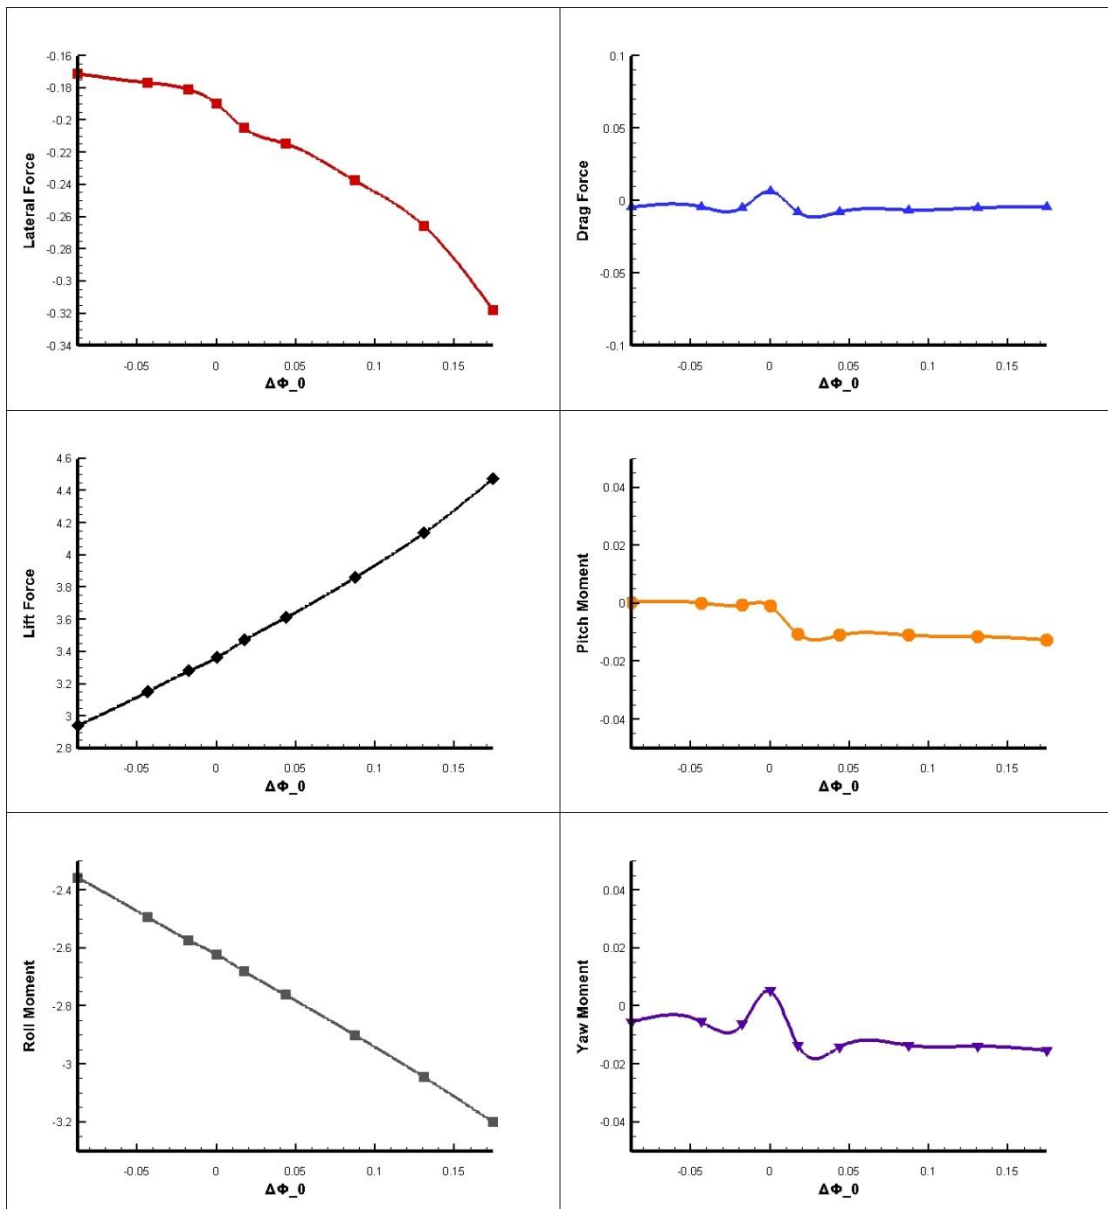 -0.16
-0.18
-0.2
-0.22
-0.24
-0.26
-0.28
-0.3
-0.32
-0.34
Lateral Force
-0.05 0 0.05 0.1 0.15
ΔΦ_0
0.1
0.05
0
-0.05
-0.1
Drag Force
-0.05 0 0.05 0.1 0.15
ΔΦ_0
4.6
4.4
4.2
4
3.8
3.6
3.4
3.2
3
2.8
Lift Force
-0.05 0 0.05 0.1 0.15
ΔΦ_0
0.04
0.02
0
-0.02
-0.04
Pitch Moment
-0.05 0 0.05 0.1 0.15
ΔΦ_0
-2.4
-2.6
-2.8
-3
-3.2
Roll Moment
-0.05 0 0.05 0.1 0.15
ΔΦ_0
0.04
0.02
0
-0.02
-0.04
Yaw Moment
-0.05 0 0.05 0.1 0.15
ΔΦ_0